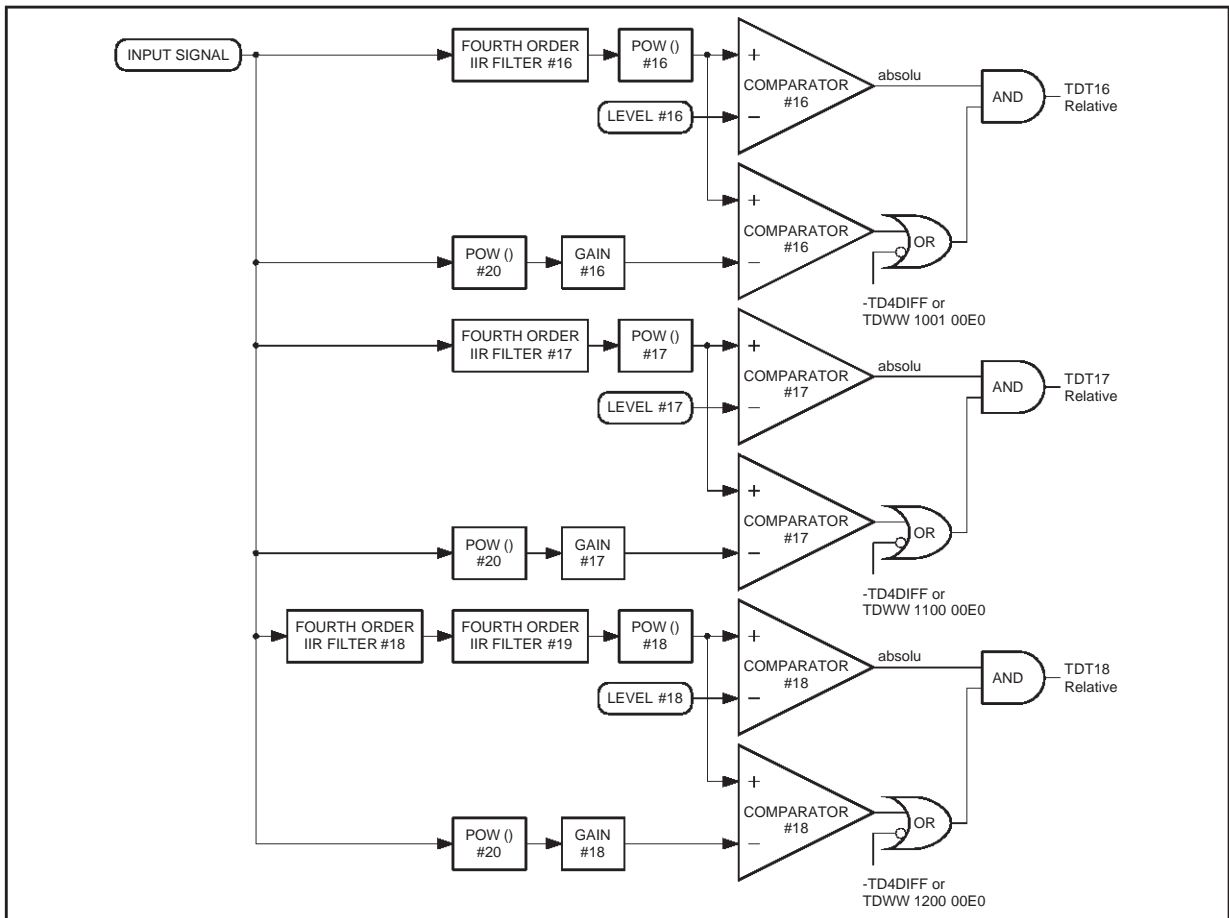 INPUT SIGNAL
FOURTH ORDER
IIR FILTER #16
POW ()
#16
LEVEL #16
+
COMPARATOR
#16
−
absolu
AND
TDT16
Relative
POW ()
#20
GAIN
#16
+
COMPARATOR
#16
−
OR
-TD4DIFF or
TDWW 1001 00E0
FOURTH ORDER
IIR FILTER #17
POW ()
#17
LEVEL #17
+
COMPARATOR
#17
−
absolu
AND
TDT17
Relative
POW ()
#20
GAIN
#17
+
COMPARATOR
#17
−
OR
-TD4DIFF or
TDWW 1100 00E0
FOURTH ORDER
IIR FILTER #18
FOURTH ORDER
IIR FILTER #19
POW ()
#18
LEVEL #18
+
COMPARATOR
#18
−
absolu
AND
TDT18
Relative
POW ()
#20
GAIN
#18
+
COMPARATOR
#18
−
OR
-TD4DIFF or
TDWW 1200 00E0